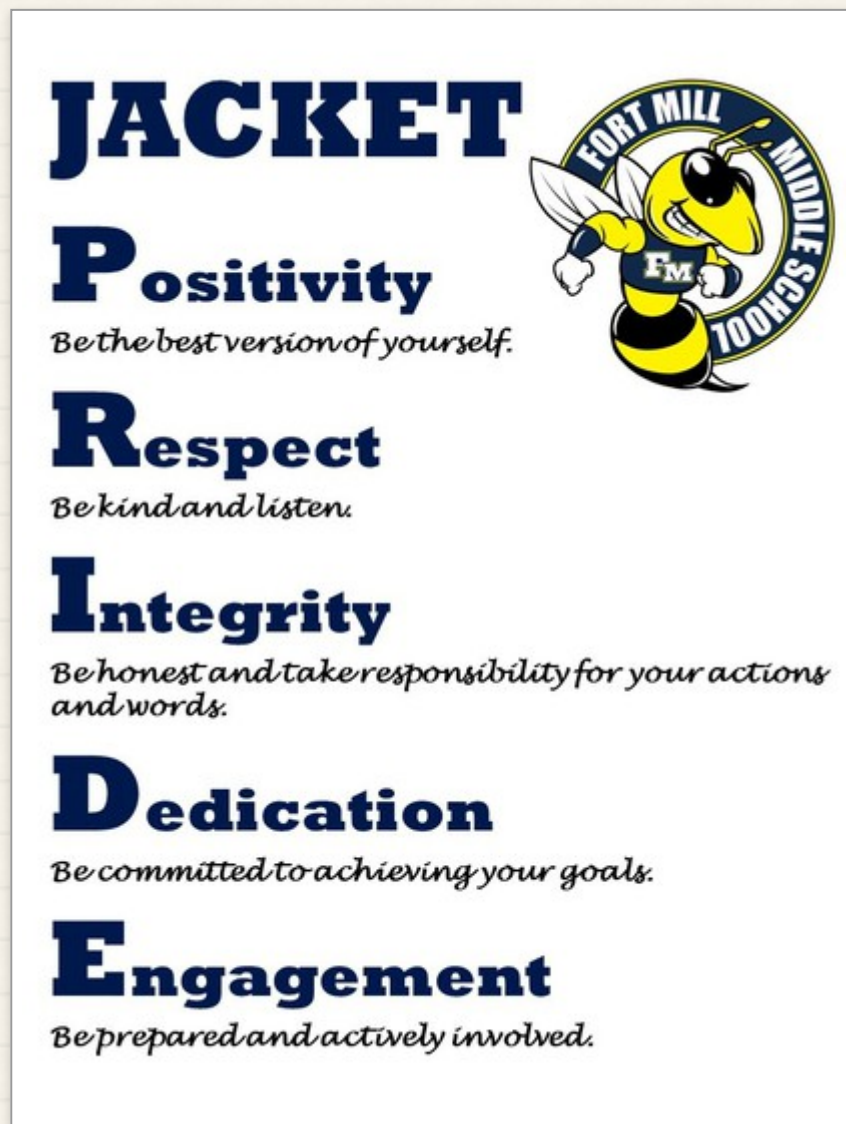 JACKET
FORT MILL MIDDLE SCHOOL
FM
Positivity
Be the best version of yourself.
Respect
Be kind and listen.
Integrity
Be honest and take responsibility for your actions
and words.
Dedication
Be committed to achieving your goals.
Engagement
Be prepared and actively involved.